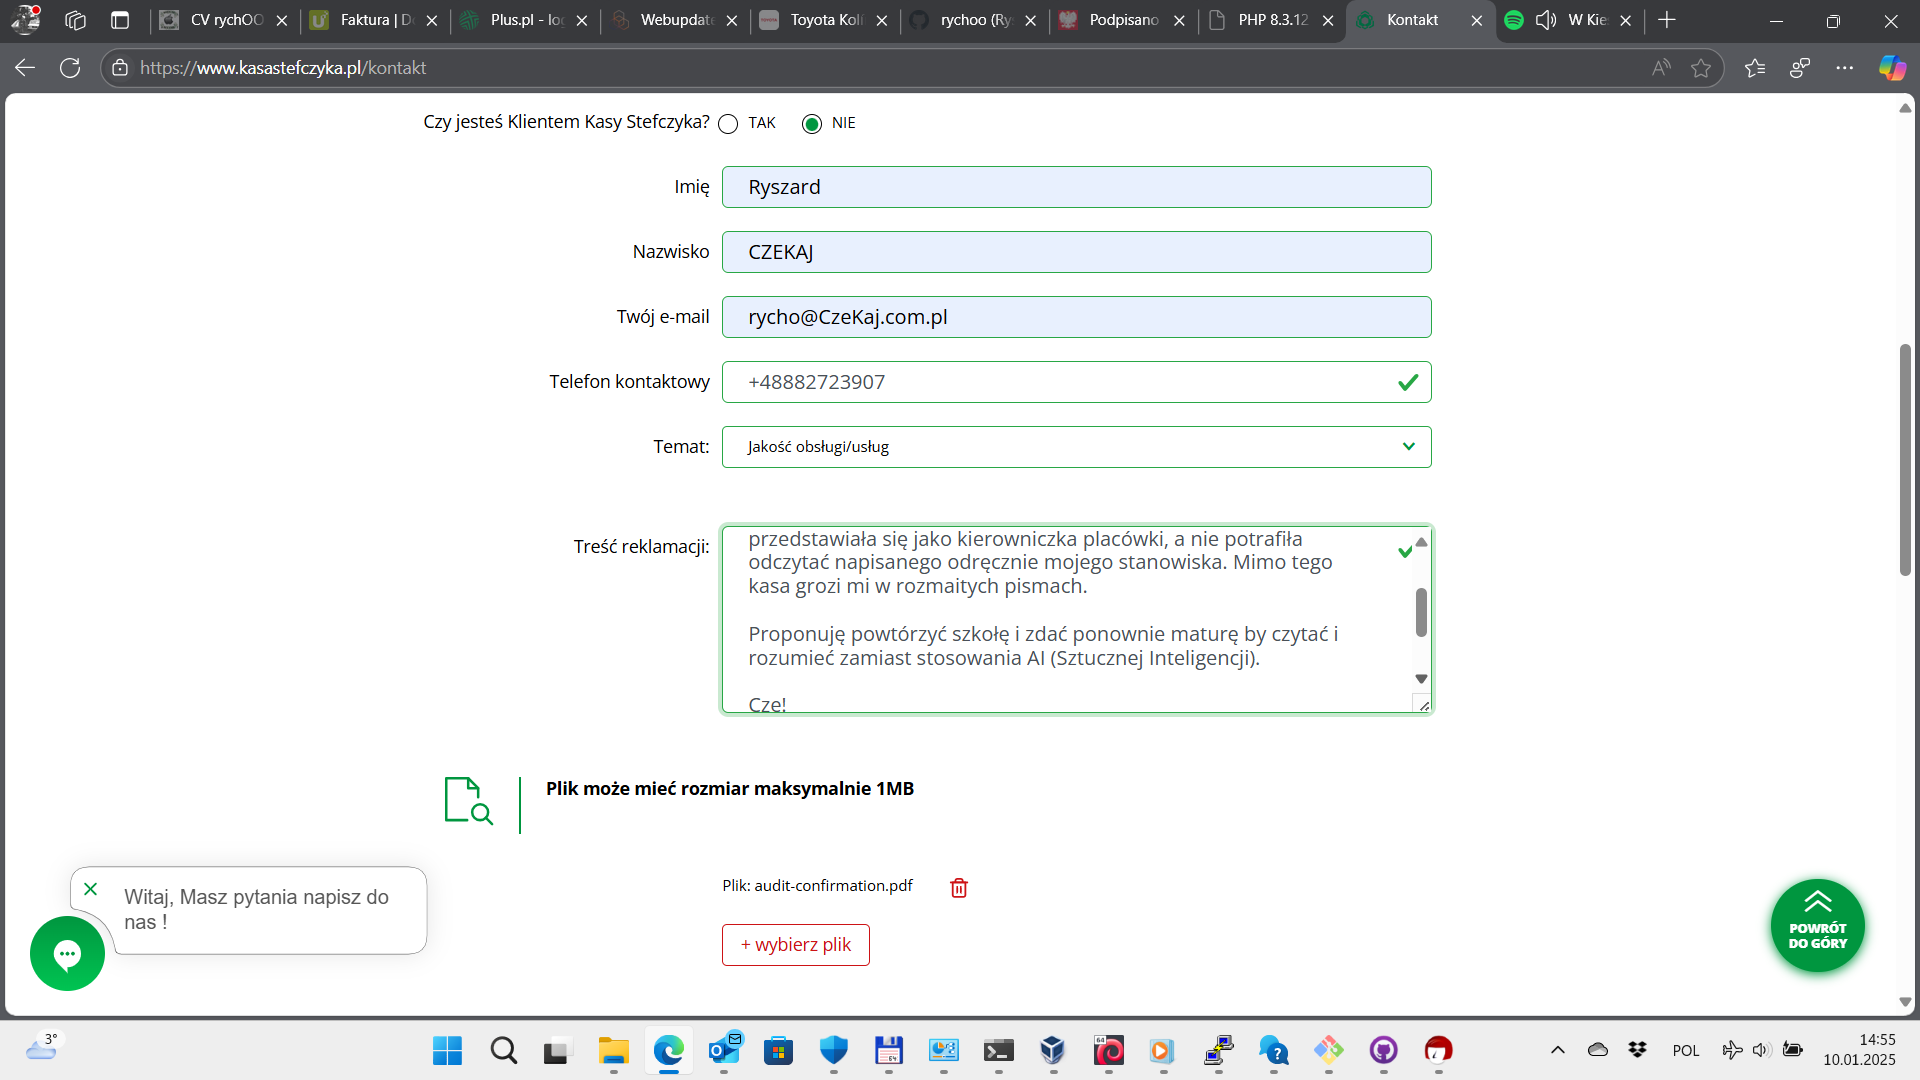 CV rychOO
Faktura | Do
Plus.pl - log
Webupdate
Toyota Koli
rychoo (Ry
Podpisano
PHP 8.3.12
Kontakt
W Kie
https://www.kasastefczyka.pl/kontakt
Czy jesteś Klientem Kasy Stefczyka? TAK NIE
Imię Ryszard
Nazwisko CZEKAJ
Twój e-mail rycho@CzeKaj.com.pl
Telefon kontaktowy +48882723907
Temat: Jakość obsługi/usług
Treść reklamacji:
przedstawiała się jako kierowniczka placówki, a nie potrafiła
odczytać napisanego odręcznie mojego stanowiska. Mimo tego
kasa grozi mi w rozmaitych pismach.
Proponuję powtórzyć szkołę i zdać ponownie maturę by czytać i
rozumieć zamiast stosowania AI (Sztucznej Inteligencji).
Cze!
Plik może mieć rozmiar maksymalnie 1MB
Plik: audit-confirmation.pdf
+ wybierz plik
Witaj, Masz pytania napisz do
nas !
POWRÓT
DO GÓRY
3°
POL
14:55
10.01.2025